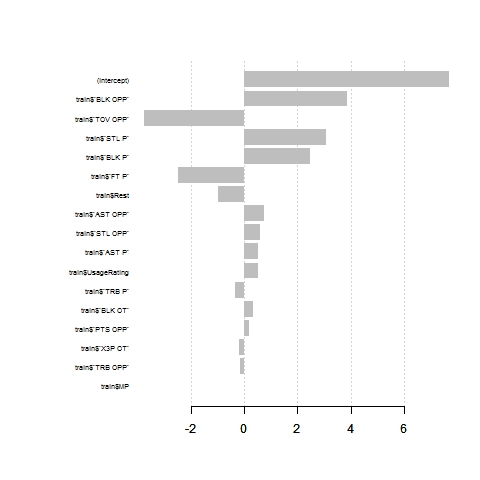 (Intercept)
train$`BLK OPP`
train$`TOV OPP`
train$`STL P`
train$`BLK P`
train$`FT P`
train$Rest
train$`AST OPP`
train$`STL OPP`
train$`AST P`
train$UsageRating
train$`TRB P`
train$`BLK OT`
train$`PTS OPP`
train$`X3P OT`
train$`TRB OPP`
train$MP
-2 0 2 4 6